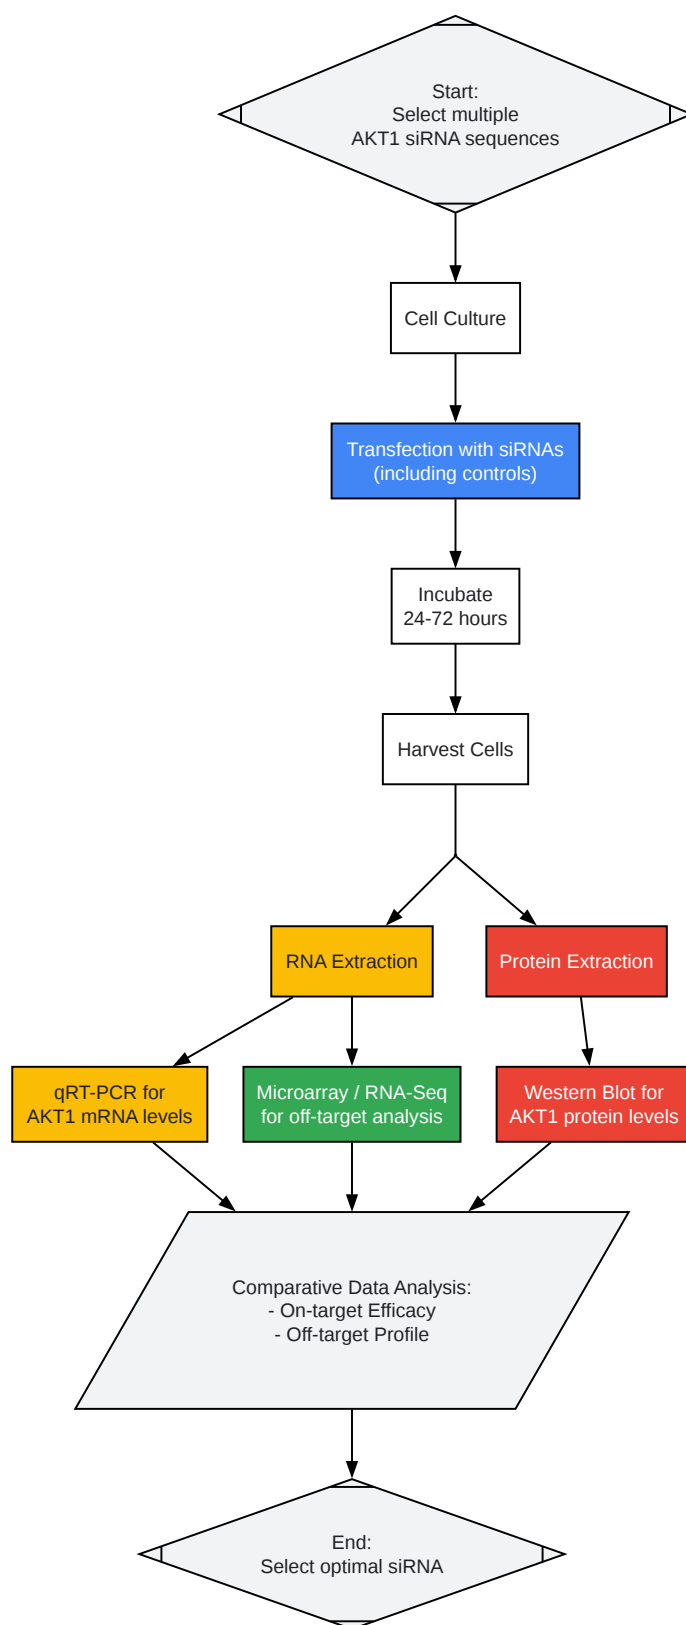 Start:
Select multiple
AKT1 siRNA sequences
Cell Culture
Transfection with siRNAs
(including controls)
Incubate
24-72 hours
Harvest Cells
RNA Extraction
Protein Extraction
qRT-PCR for
AKT1 mRNA levels
Microarray / RNA-Seq
for off-target analysis
Western Blot for
AKT1 protein levels
Comparative Data Analysis:
- On-target Efficacy
- Off-target Profile
End:
Select optimal siRNA